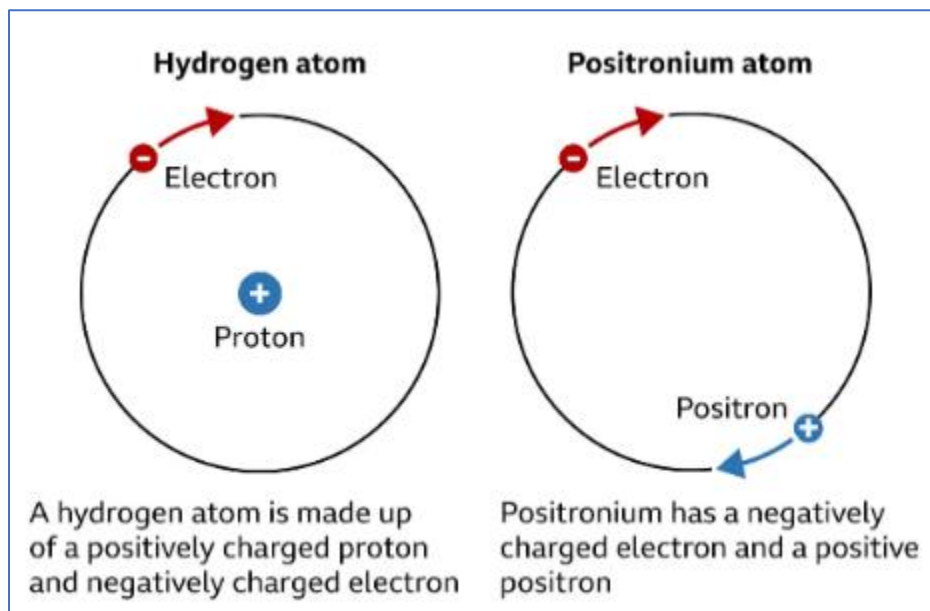 Hydrogen atom
Electron
+
Proton
A hydrogen atom is made up
of a positively charged proton
and negatively charged electron
Positronium atom
Electron
Positron
+
Positronium has a negatively
charged electron and a positive
positron